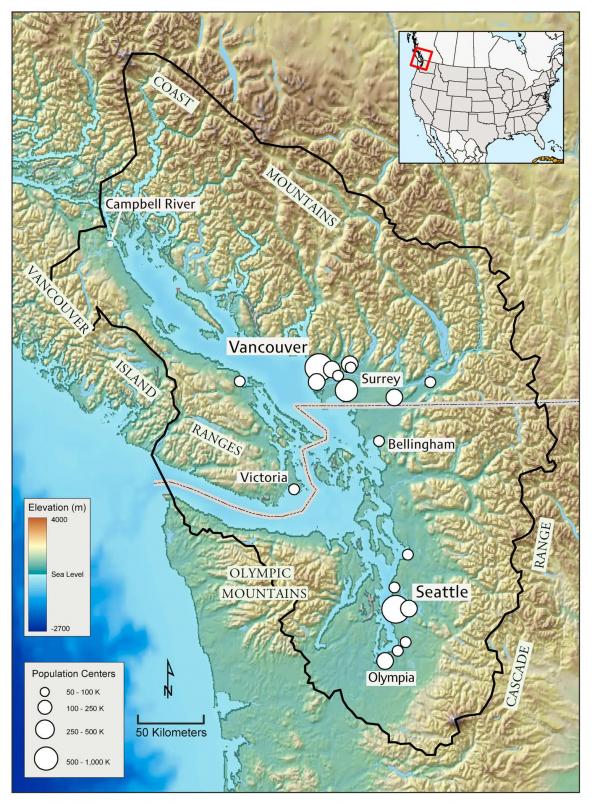 COAST
MOUNTAINS
Campbell River
VANCOUVER
ISLAND
RANGES
Vancouver
Surrey
Bellingham
Victoria
Elevation (m)
4000
Sea Level
-2700
OLYMPIC
MOUNTAINS
Seattle
RANGE
CASCADE
Olympia
Population Centers
50 - 100 K
100 - 250 K
250 - 500 K
500 - 1,000 K
N
50 Kilometers